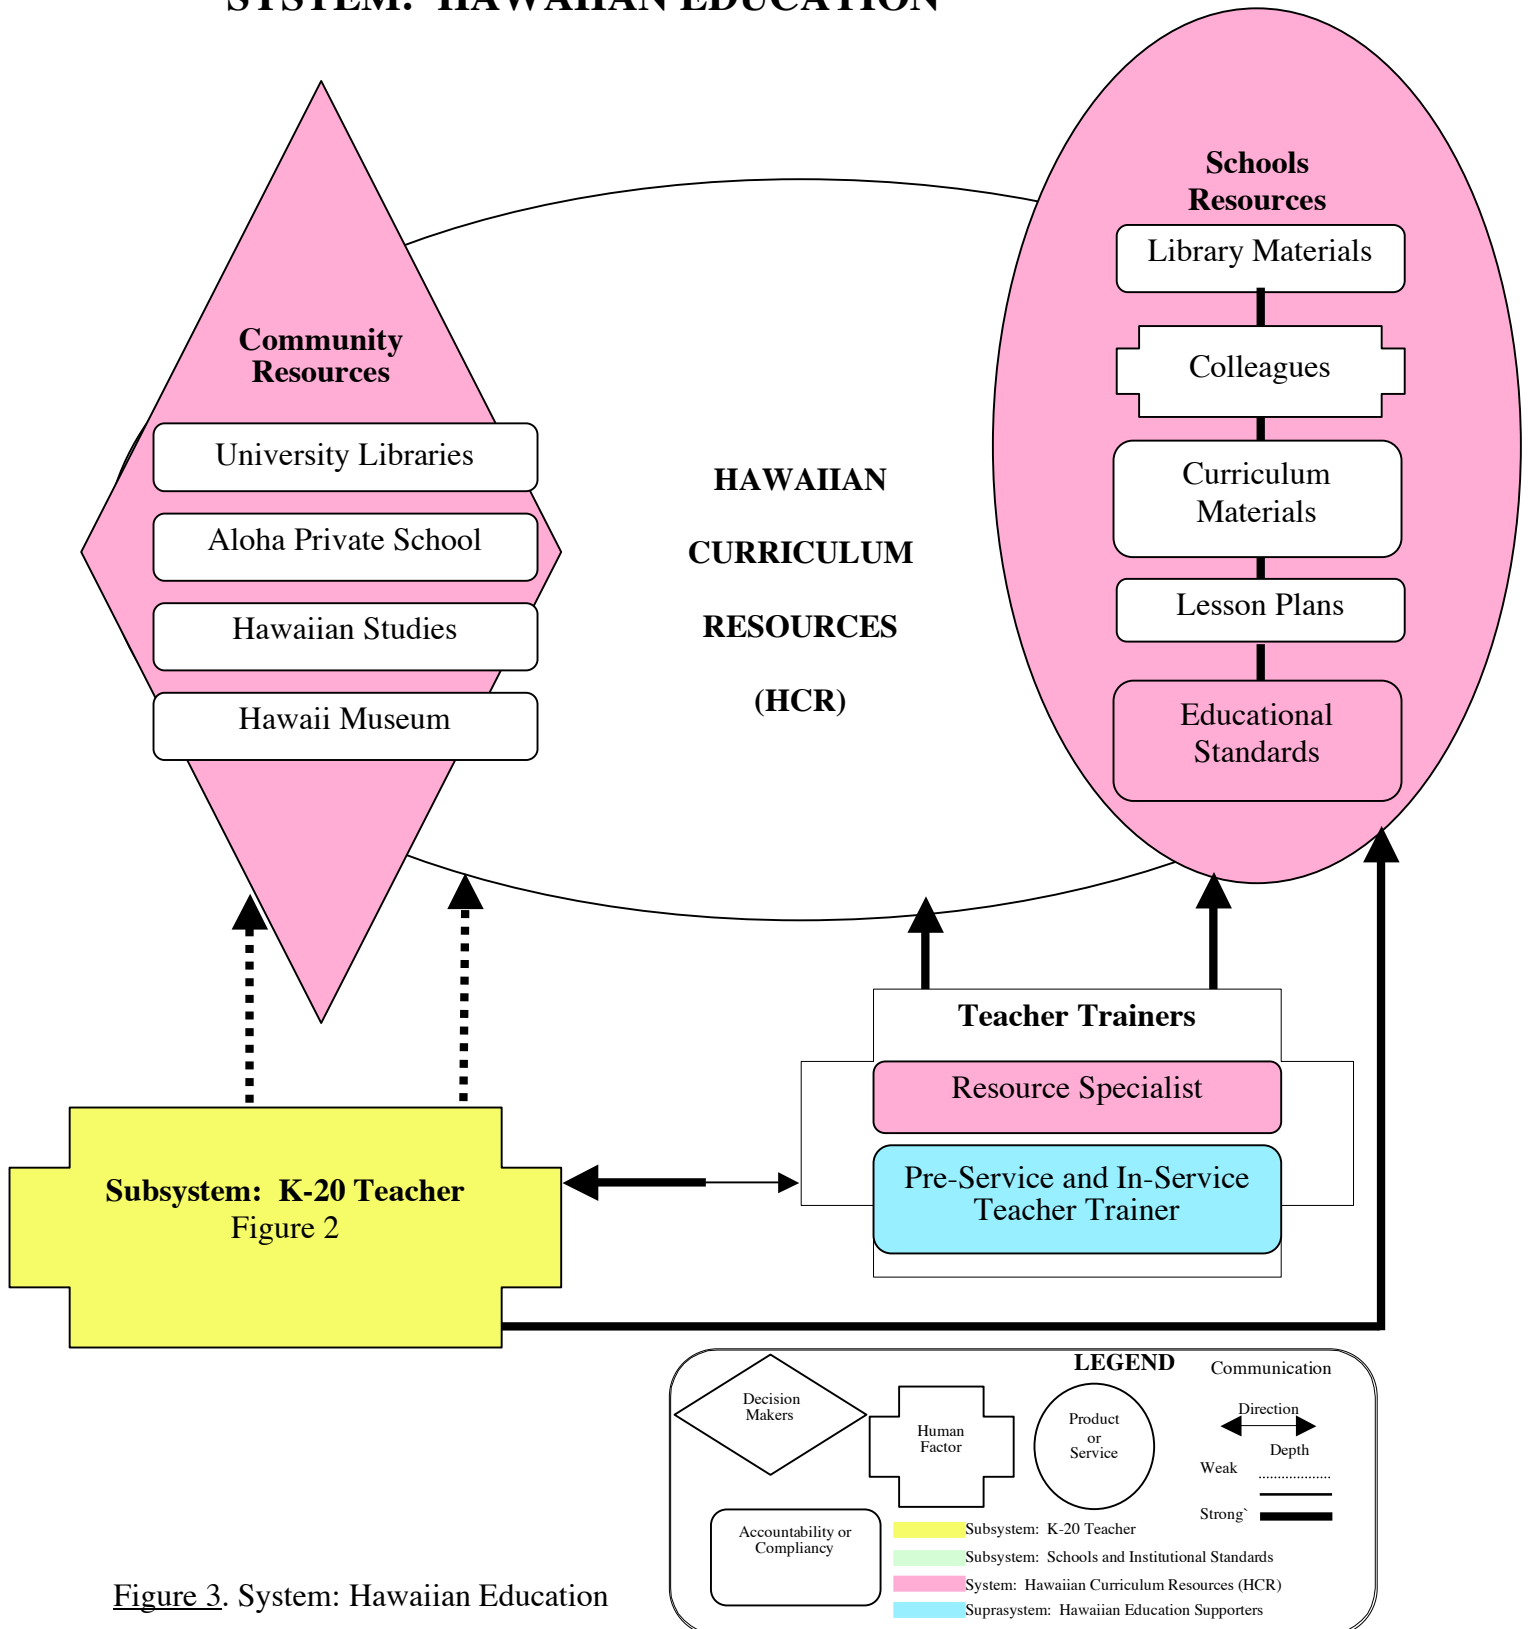 SYSTEM: HAWAIIAN EDUCATION
Schools
Resources
Library Materials
Colleagues
Curriculum
Materials
Lesson Plans
Educational
Standards
Community
Resources
University Libraries
Aloha Private School
Hawaiian Studies
Hawaii Museum
HAWAIIAN
CURRICULUM
RESOURCES
(HCR)
Teacher Trainers
Resource Specialist
Pre-Service and In-Service
Teacher Trainer
Subsystem: K-20 Teacher
Figure 2
LEGEND
Communication
Decision
Makers
Human
Factor
Product
or
Service
Direction
Depth
Weak
Strong`
Accountability or
Compliancy
Subsystem: K-20 Teacher
Subsystem: Schools and Institutional Standards
System: Hawaiian Curriculum Resources (HCR)
Suprasystem: Hawaiian Education Supporters
Figure 3. System: Hawaiian Education